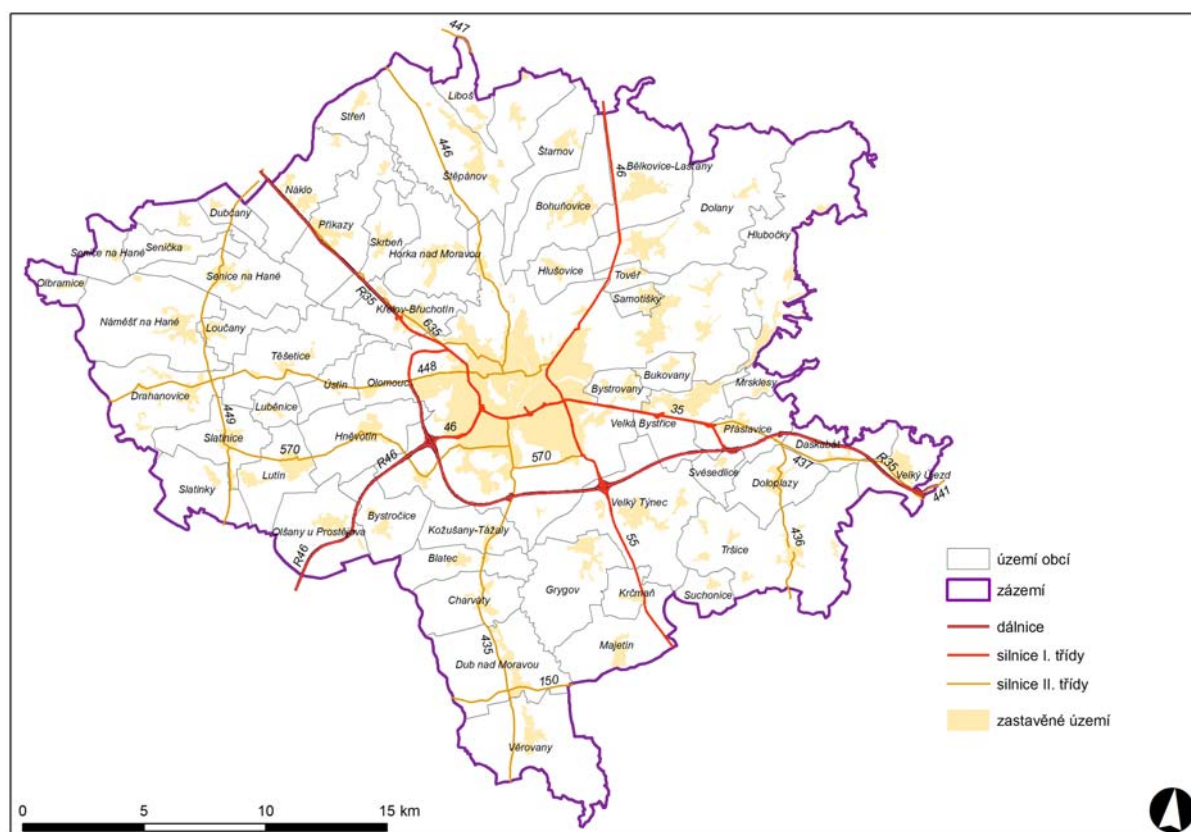 447
Liboš
Střeň
446
Štarnov
46
Bělkovice-Lašťany
Štěpánov
Náklo
Dolany
Bohuňovice
Dubčany
Příkazy
Skrbeň
Hlubočky
Senička
Horka nad Moravou
Senice na Hané
Senice na Hané
Hlušovice
Tovéř
Olbramice
R35
Samotišky
Křelov-Břuchotín
Náměšť na Hané
635
Loučany
Těšetice
448
Ústín
Olomouc
Bukovany
Mrsklesy
Bystrovany
Drahanovice
Luběnice
449
35
Velká Bystřice
Přáslavice
46
Hněvotín
Slatinice
Daskabát
570
R46
570
437
R35
Svésedlice
Velký Újezd
Lutín
Doloplazy
441
Slatinky
Velký Týnec
Bystročice
Olšany u Prostějova
Kožušany-Tážaly
55
436
R46
Blatec
Tršice
území obcí
Grygov
Krčmaň
Suchonice
zázemí
Charváty
dálnice
435
Majetín
silnice I. třídy
Dub nad Moravou
150
silnice II. třídy
zastavěné území
Věrovany
0 5 10 15 km